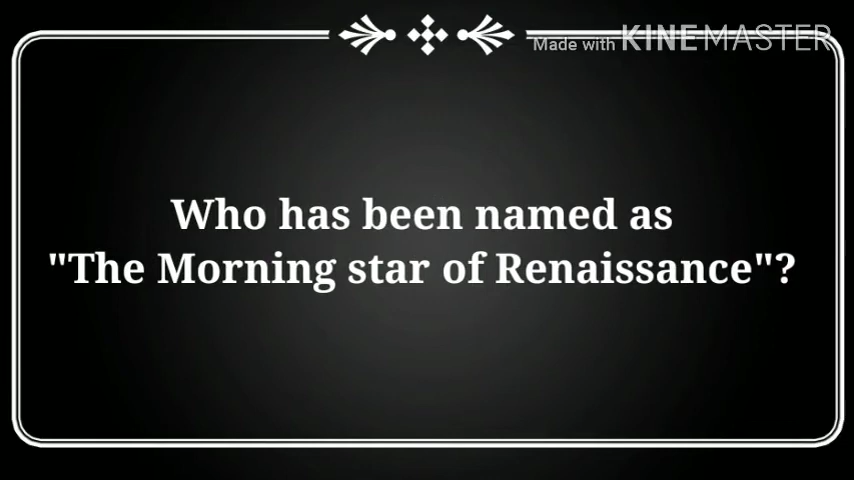 Made with KINEMASTER
Who has been named as
"The Morning star of Renaissance"?